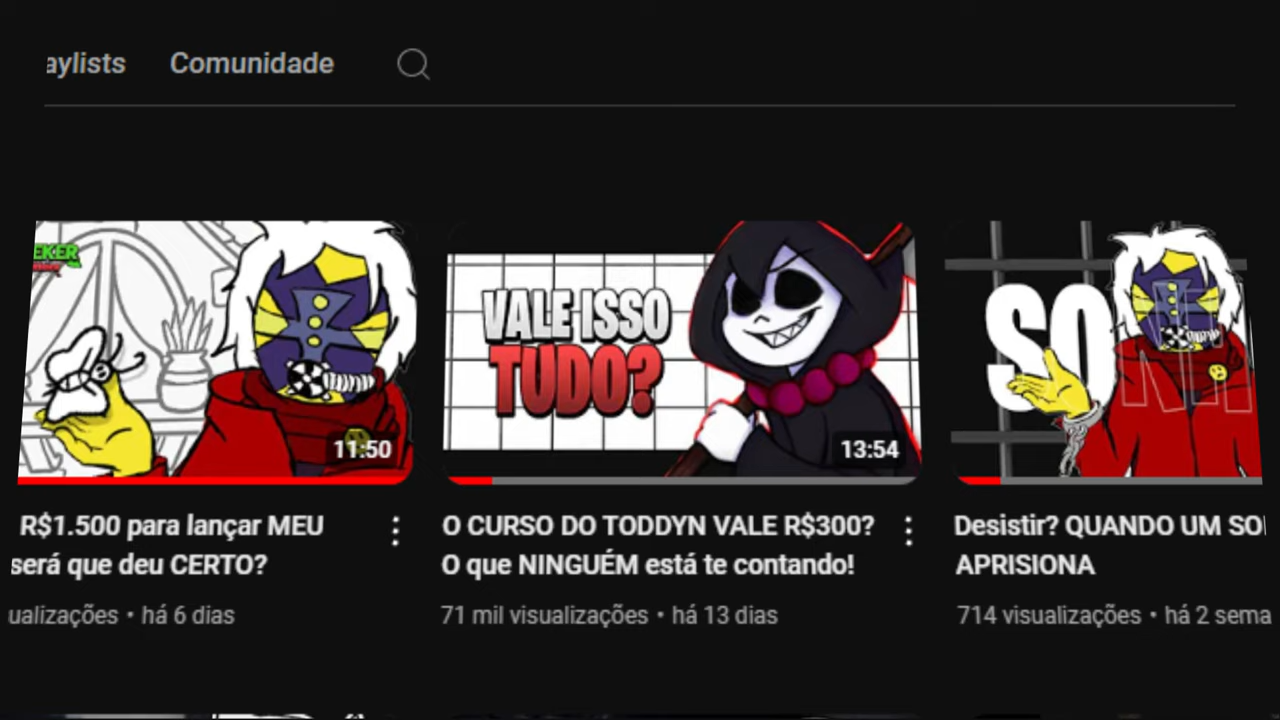 aylists Comunidade
EKER
VALE ISSO
TUDO?
SO
11:50
13:54
R$1.500 para lançar MEU
será que deu CERTO?
ualizações • há 6 dias
O CURSO DO TODDYN VALE R$300?
O que NINGUÉM está te contando!
71 mil visualizações • há 13 dias
Desistir? QUANDO UM SO
APRISIONA
714 visualizações • há 2 sema